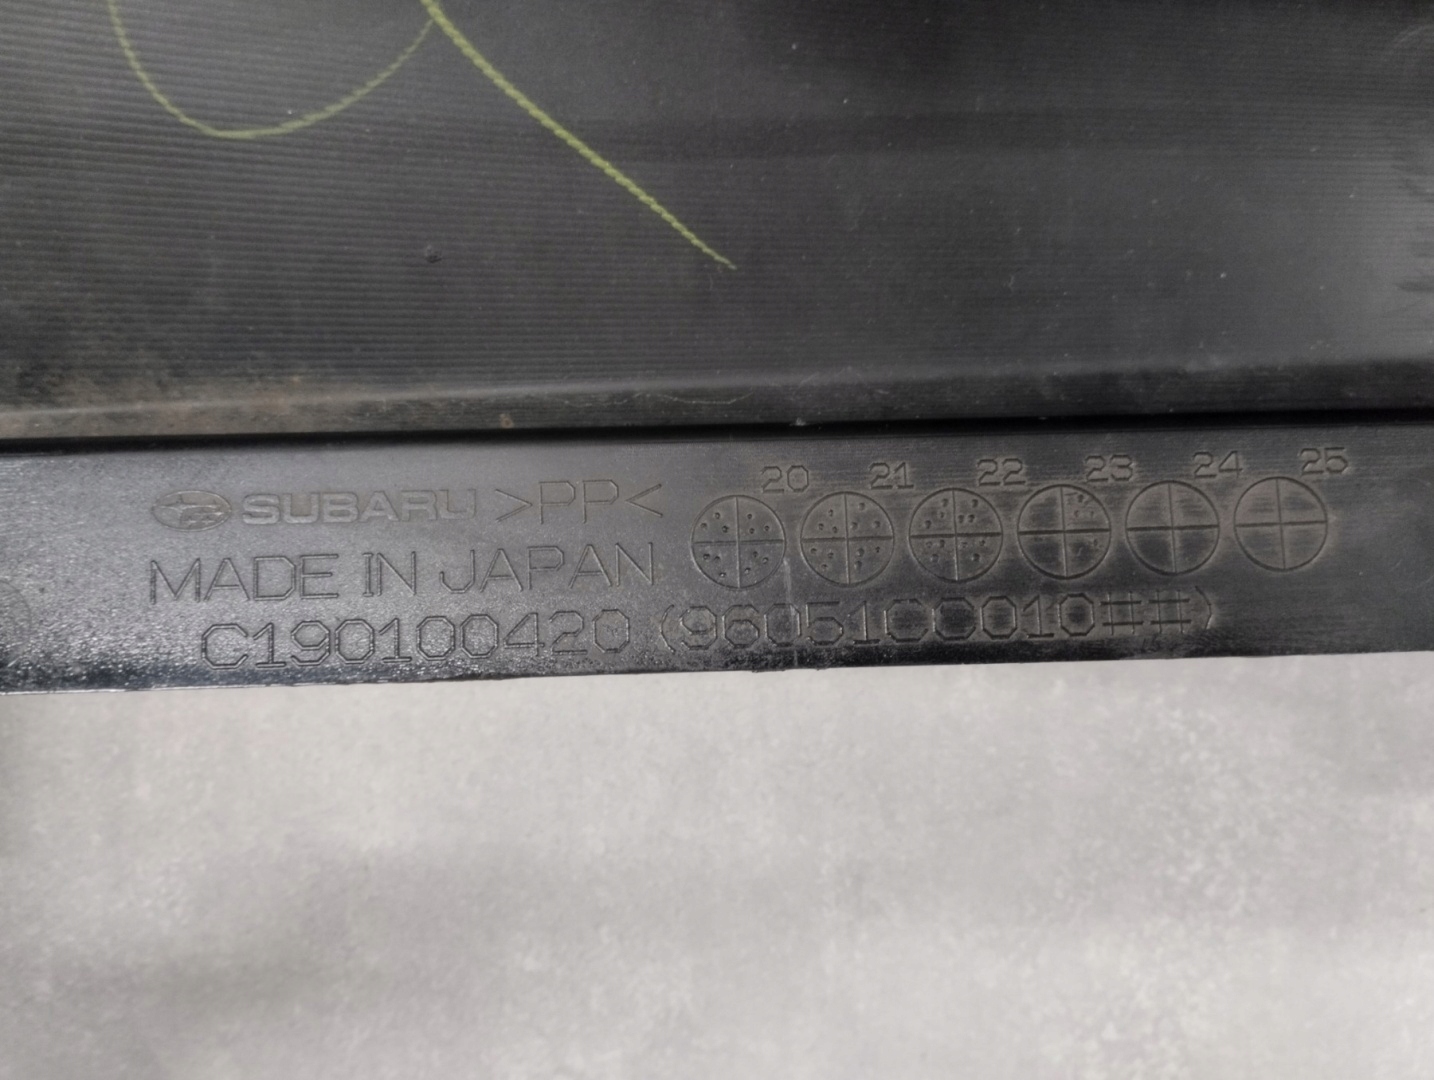 SUBARU >PP<
20 21 22 23 24 25
MADE IN JAPAN
C190100420 (96051CC010##)